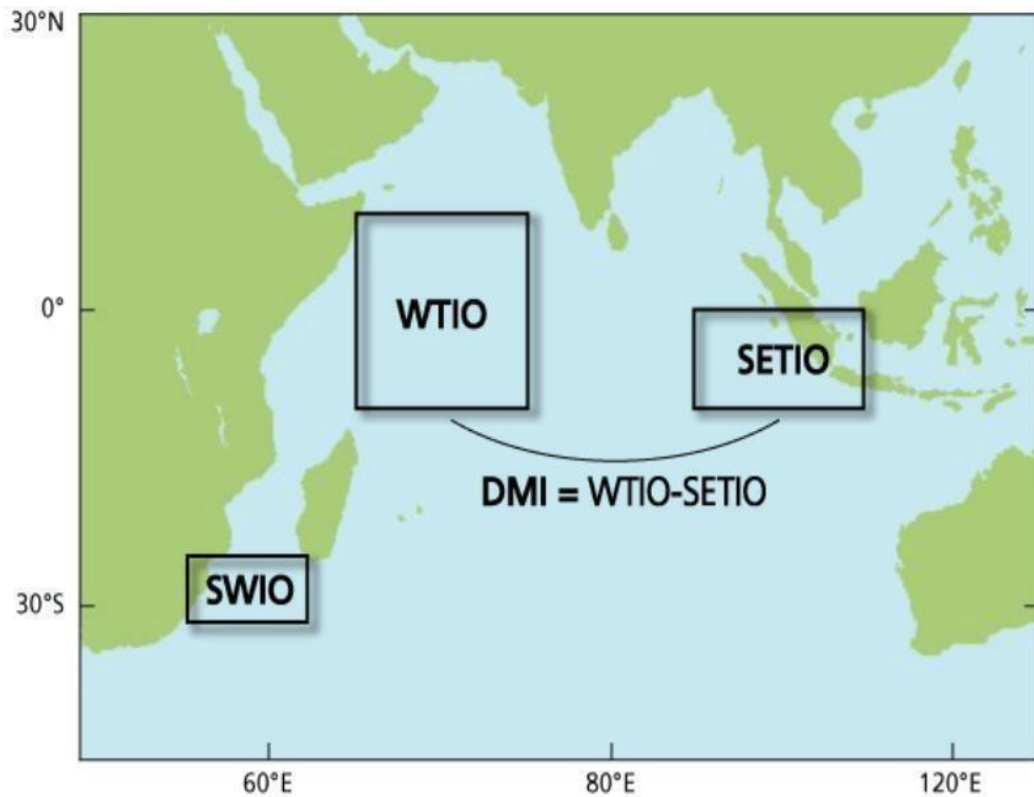 30°N
WTIO
0°
SETIO
DMI = WTIO-SETIO
SWIO
30°S
60°E
80°E
120°E